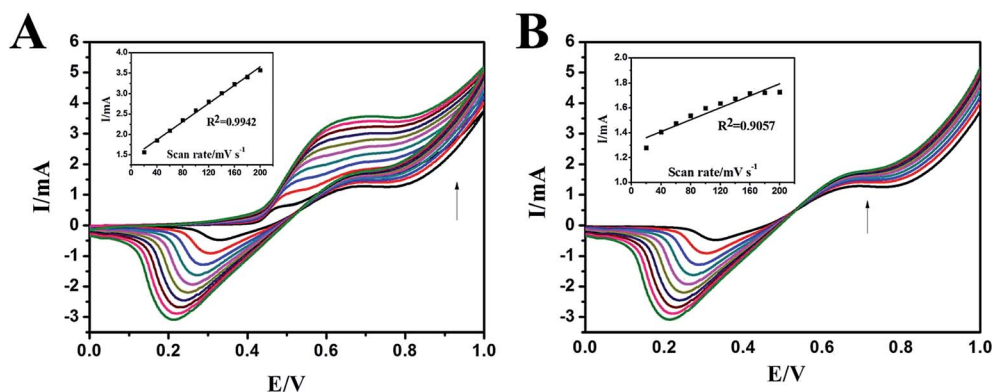 A
B
6
5
4
3
2
1
0
-1
-2
-3
I/mA
0.0 0.2 0.4 0.6 0.8 1.0
E/V
4.0
3.5
3.0
2.5
2.0
1.5
I/mA
R²=0.9942
Scan rate/mV s⁻¹
0 40 80 120 160 200
6
5
4
3
2
1
0
-1
-2
-3
I/mA
0.0 0.2 0.4 0.6 0.8 1.0
E/V
2.0
1.8
1.6
1.4
1.2
1.0
I/mA
R²=0.9057
Scan rate/mV s⁻¹
0 40 80 120 160 200